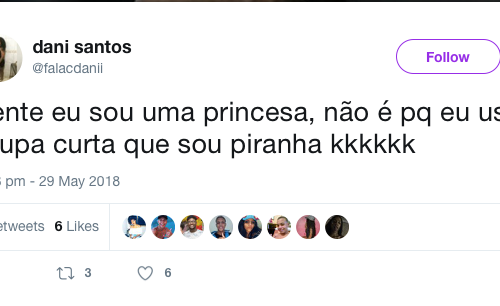 dani santos
@falacdanii
Follow
ente eu sou uma princesa, não é pq eu us
upa curta que sou piranha kkkkkk
pm - 29 May 2018
etweets 6 Likes
3
6